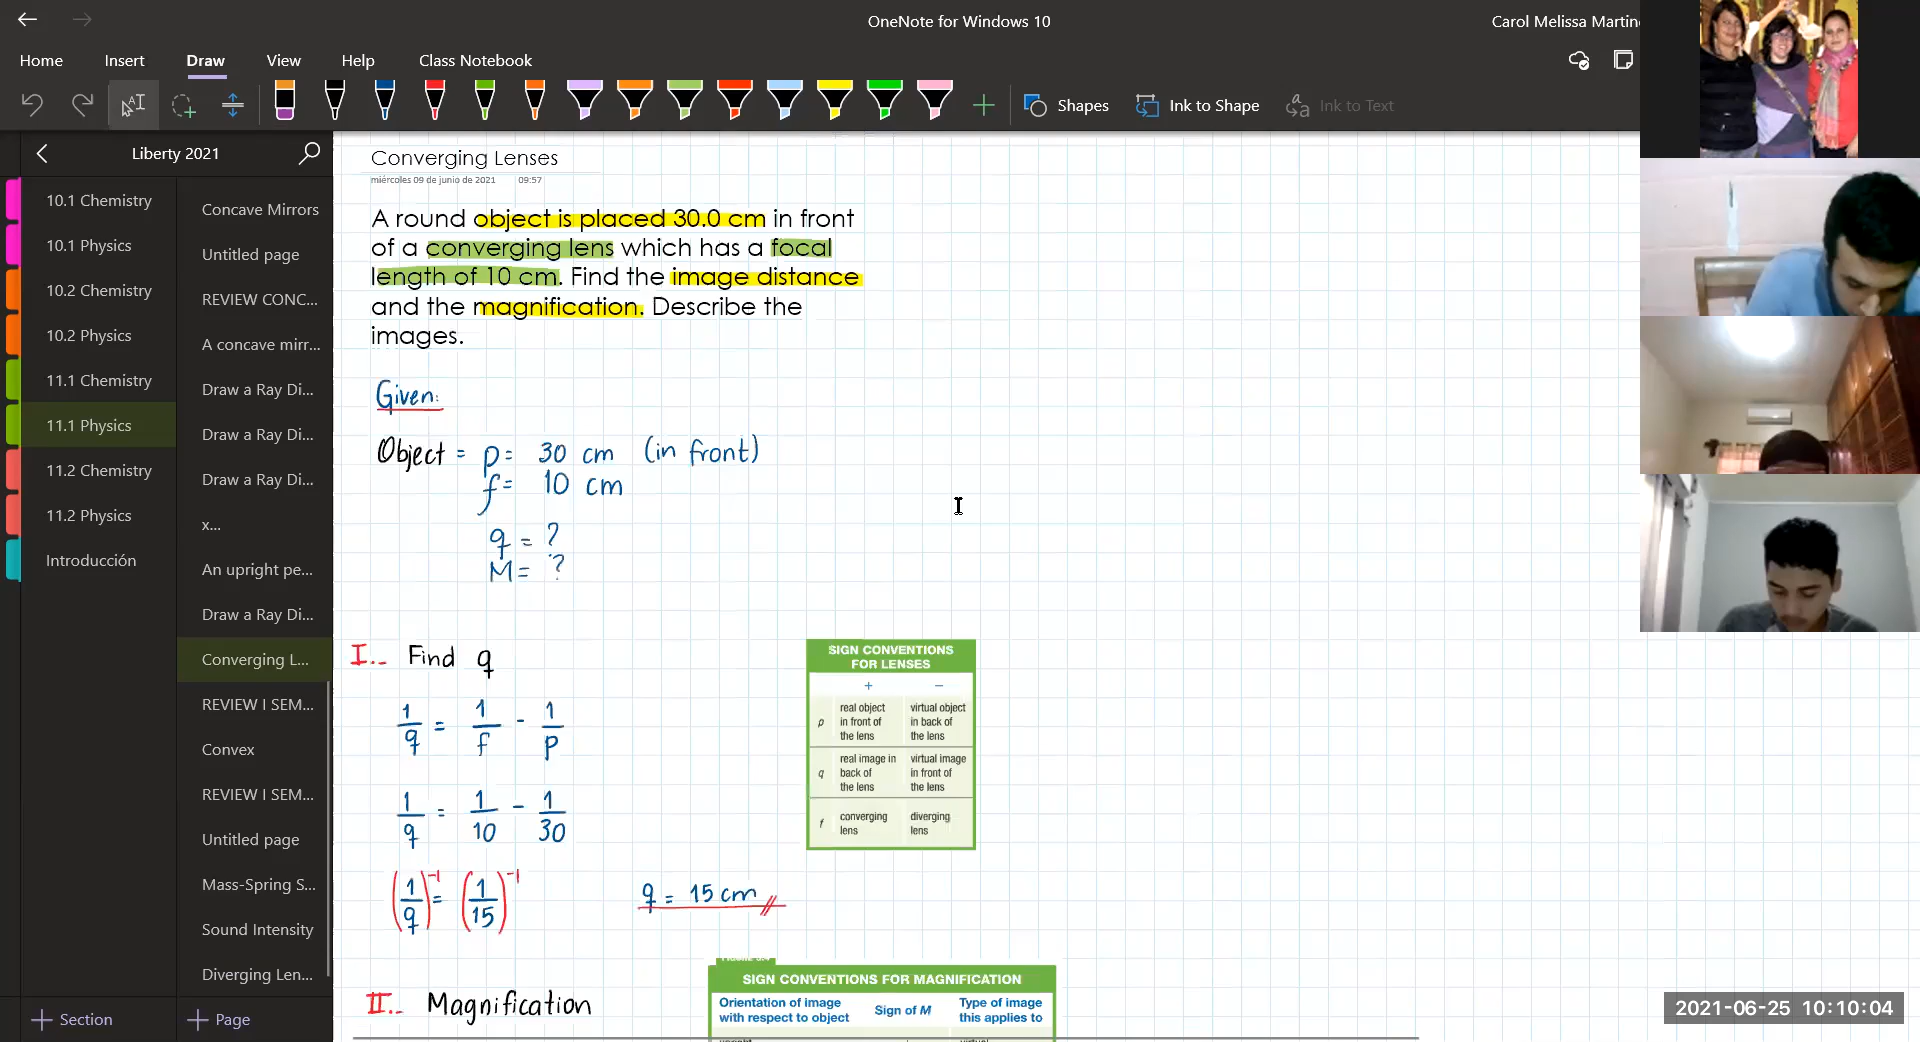 OneNote for Windows 10
Carol Melissa
Home Insert Draw View Help Class Notebook
Shapes Ink to Shape Ink to Text
Liberty 2021
10.1 Chemistry
10.1 Physics
10.2 Chemistry
10.2 Physics
11.1 Chemistry
11.1 Physics
11.2 Chemistry
11.2 Physics
Introducción
Concave Mirrors
Untitled page
REVIEW CONC...
A concave mirr...
Draw a Ray Di...
Draw a Ray Di...
Draw a Ray Di...
x...
An upright pe...
Draw a Ray Di...
Converging L...
REVIEW I SEM...
Convex
REVIEW I SEM...
Untitled page
Mass-Spring S...
Sound Intensity
Diverging Len...
+ Section
+ Page
Converging Lenses
miércoles 09 de junio de 2021 09:57
A round object is placed 30.0 cm in front
of a converging lens which has a focal
length of 10 cm. Find the image distance
and the magnification. Describe the
images.
Given:
Object = p= 30 cm (in front)
f= 10 cm
q = ?
M = ?
I.. Find q
1/q = 1/f - 1/p
1/q = 1/10 - 1/30
(1/q)^-1 = (1/15)^-1
q = 15 cm //
SIGN CONVENTIONS
FOR LENSES
+ −
p real object in front of the lens virtual object in back of the lens
q real image in back of the lens virtual image in front of the lens
f converging lens diverging lens
II.. Magnification
SIGN CONVENTIONS FOR MAGNIFICATION
Orientation of image with respect to object Sign of M Type of image this applies to
2021-06-25 10:10:04